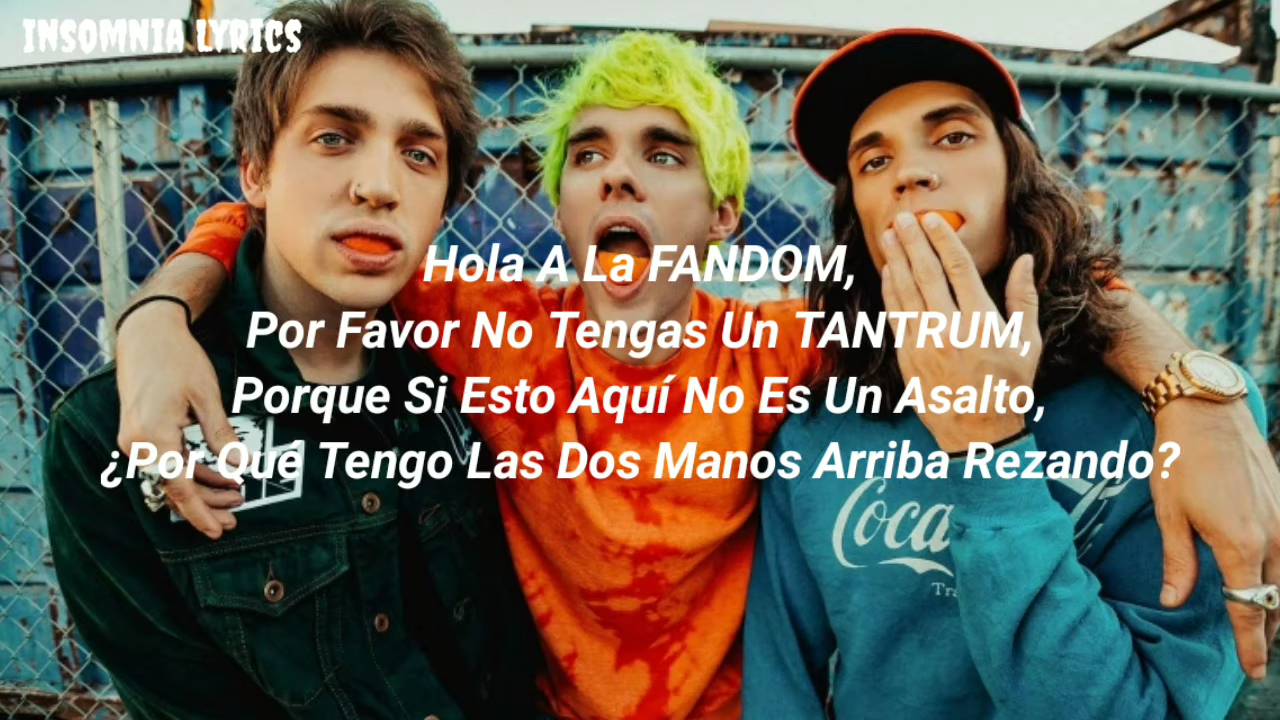 INSOMNIA LYRICS
Hola A La FANDOM,
Por Favor No Tengas Un TANTRUM,
Porque Si Esto Aquí No Es Un Asalto,
¿Por Qué Tengo Las Dos Manos Arriba Rezando?
Coca